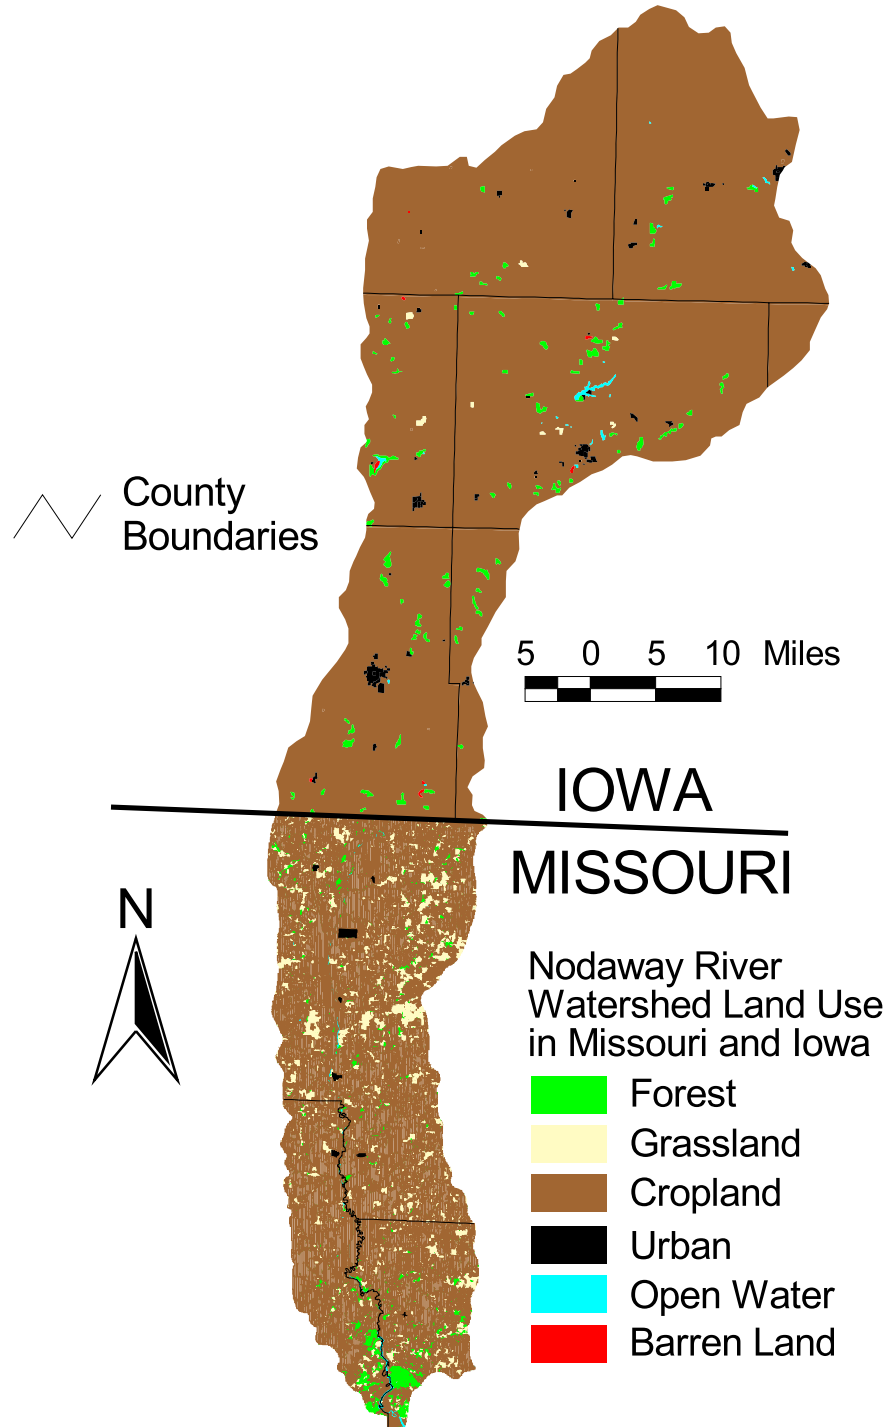 County
Boundaries
5 0 5 10 Miles
IOWA
MISSOURI
N
Nodaway River
Watershed Land Use
in Missouri and Iowa
Forest
Grassland
Cropland
Urban
Open Water
Barren Land